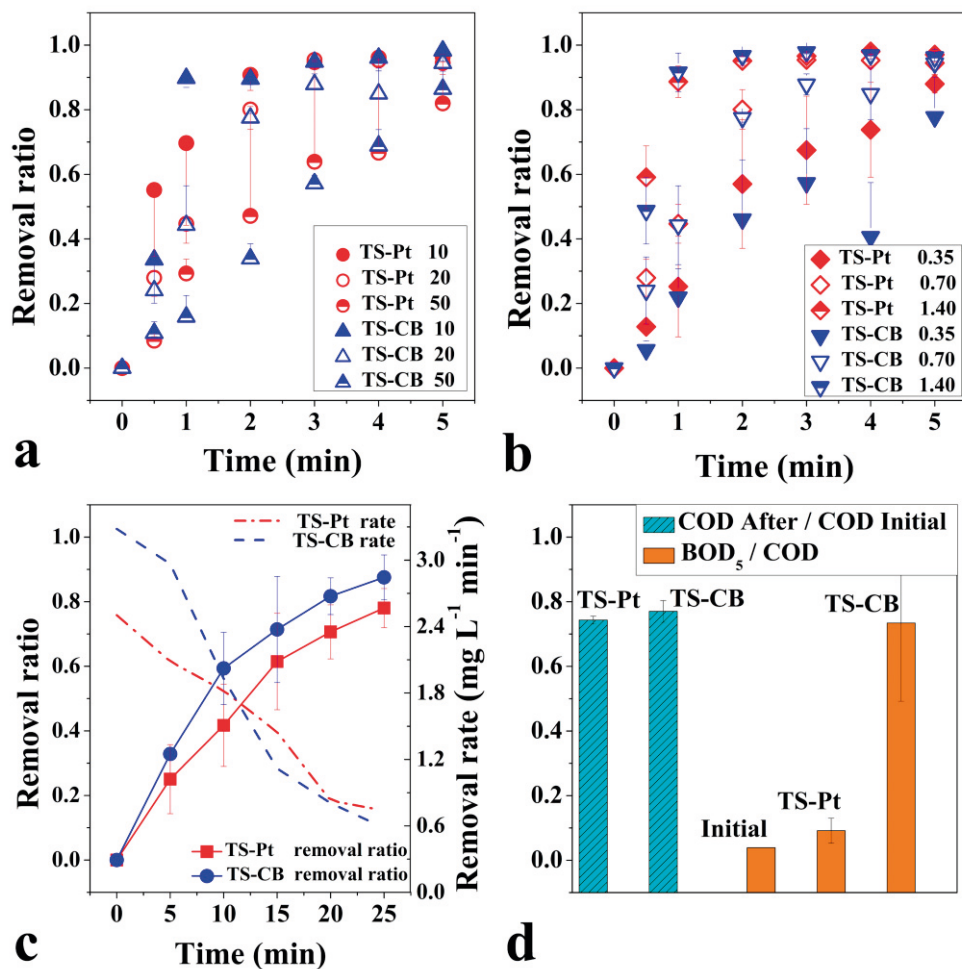 1.0
0.8
0.6
0.4
0.2
0.0
Removal ratio
TS-Pt 10
TS-Pt 20
TS-Pt 50
TS-CB 10
TS-CB 20
TS-CB 50
0 1 2 3 4 5
Time (min)
a
1.0
0.8
0.6
0.4
0.2
0.0
Removal ratio
TS-Pt 0.35
TS-Pt 0.70
TS-Pt 1.40
TS-CB 0.35
TS-CB 0.70
TS-CB 1.40
0 1 2 3 4 5
Time (min)
b
TS-Pt rate
TS-CB rate
1.0
0.8
0.6
0.4
0.2
0.0
Removal ratio
3.0
2.4
1.8
1.2
0.6
0.0
Removal rate (mg L⁻¹ min⁻¹)
TS-Pt removal ratio
TS-CB removal ratio
0 5 10 15 20 25
Time (min)
c
COD After / COD Initial
BOD₅ / COD
1.0
0.8
0.6
0.4
0.2
0.0
TS-Pt
TS-CB
Initial
TS-Pt
TS-CB
d